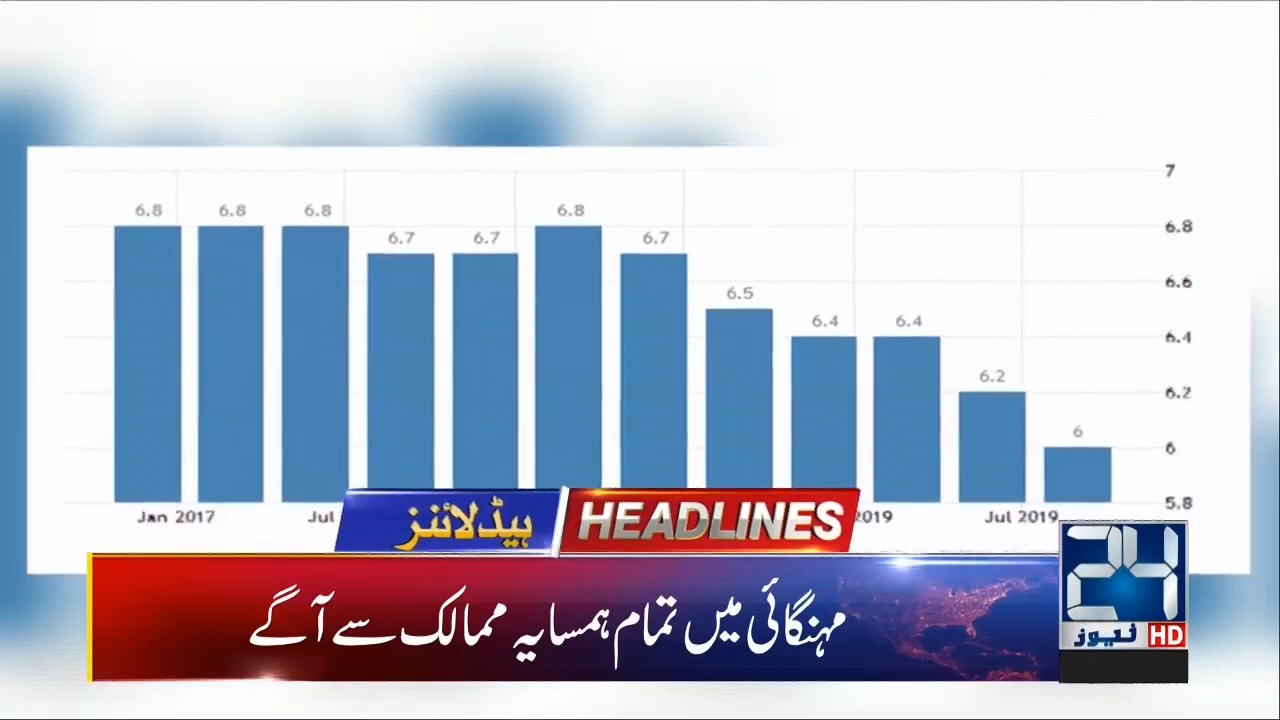 7
6.8 6.8 6.8 6.7 6.7 6.8 6.7 6.5 6.4 6.4 6.2 6
6.8
6.6
6.4
6.2
6
5.8
Jan 2017 Jul 2019 Jul 2019
ہیڈلائنز HEADLINES
مہنگائی میں تمام ہمسایہ ممالک سے آگے
24
نیوز HD